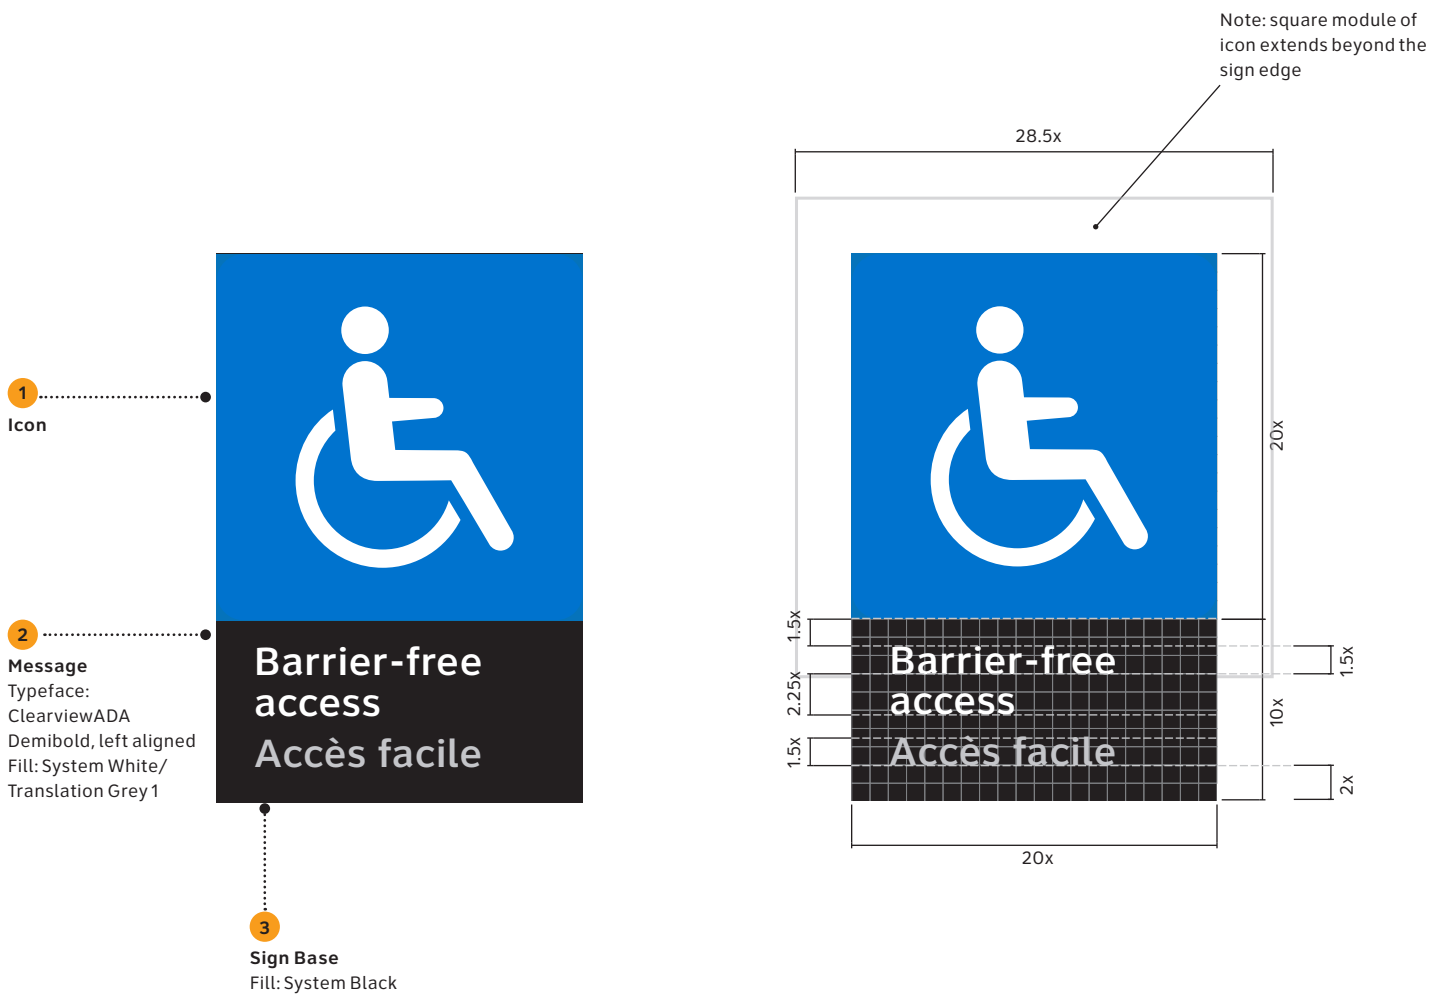 Note: square module of
icon extends beyond the
sign edge
28.5x
1
Icon
2
Message
Typeface:
ClearviewADA
Demibold, left aligned
Fill: System White/
Translation Grey 1
Barrier-free
access
Accès facile
3
Sign Base
Fill: System Black
20x
1.5x
2.25x
1.5x
Barrier-free
access
Accès facile
1.5x
10x
2x
20x